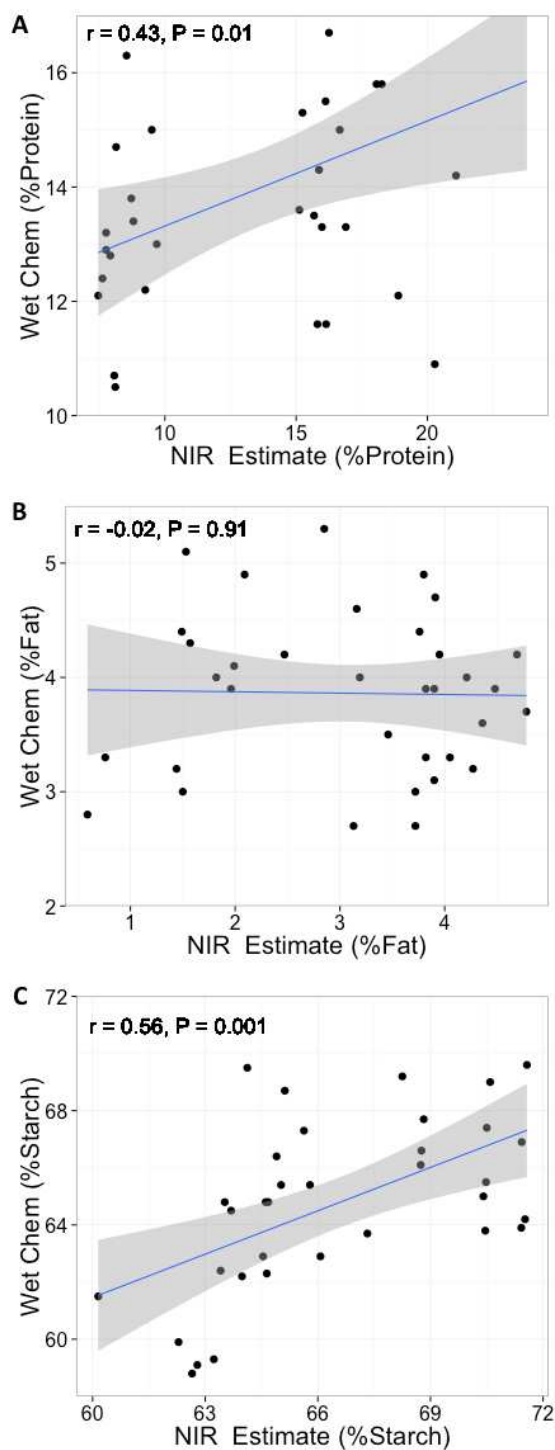 A
r = 0.43, P = 0.01
Wet Chem (%Protein)
16
14
12
10
10 15 20
NIR Estimate (%Protein)
B
r = -0.02, P = 0.91
Wet Chem (%Fat)
5
4
3
2
1 2 3 4
NIR Estimate (%Fat)
C
r = 0.56, P = 0.001
Wet Chem (%Starch)
72
68
64
60
60 63 66 69 72
NIR Estimate (%Starch)